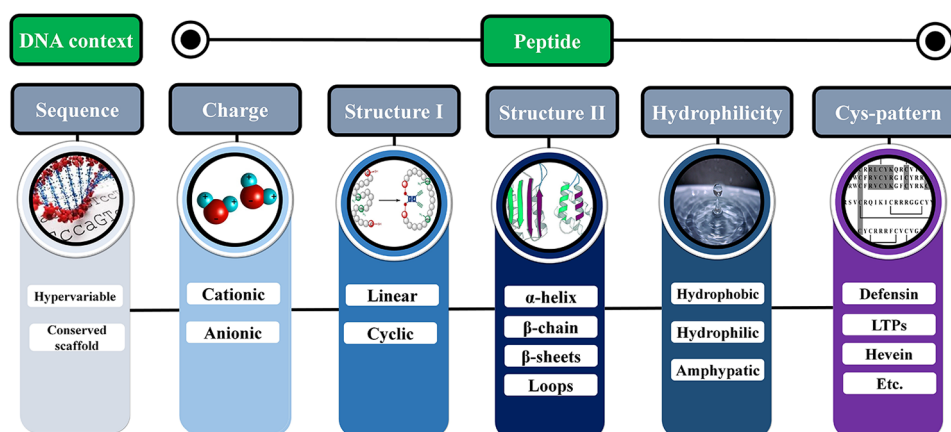 DNA context
Peptide
Sequence
Charge
Structure I
Structure II
Hydrophilicity
Cys-pattern
Hypervariable
Conserved
scaffold
Cationic
Anionic
Linear
Cyclic
α-helix
β-chain
β-sheets
Loops
Hydrophobic
Hydrophilic
Amphypatic
Defensin
LTPs
Hevein
Etc.